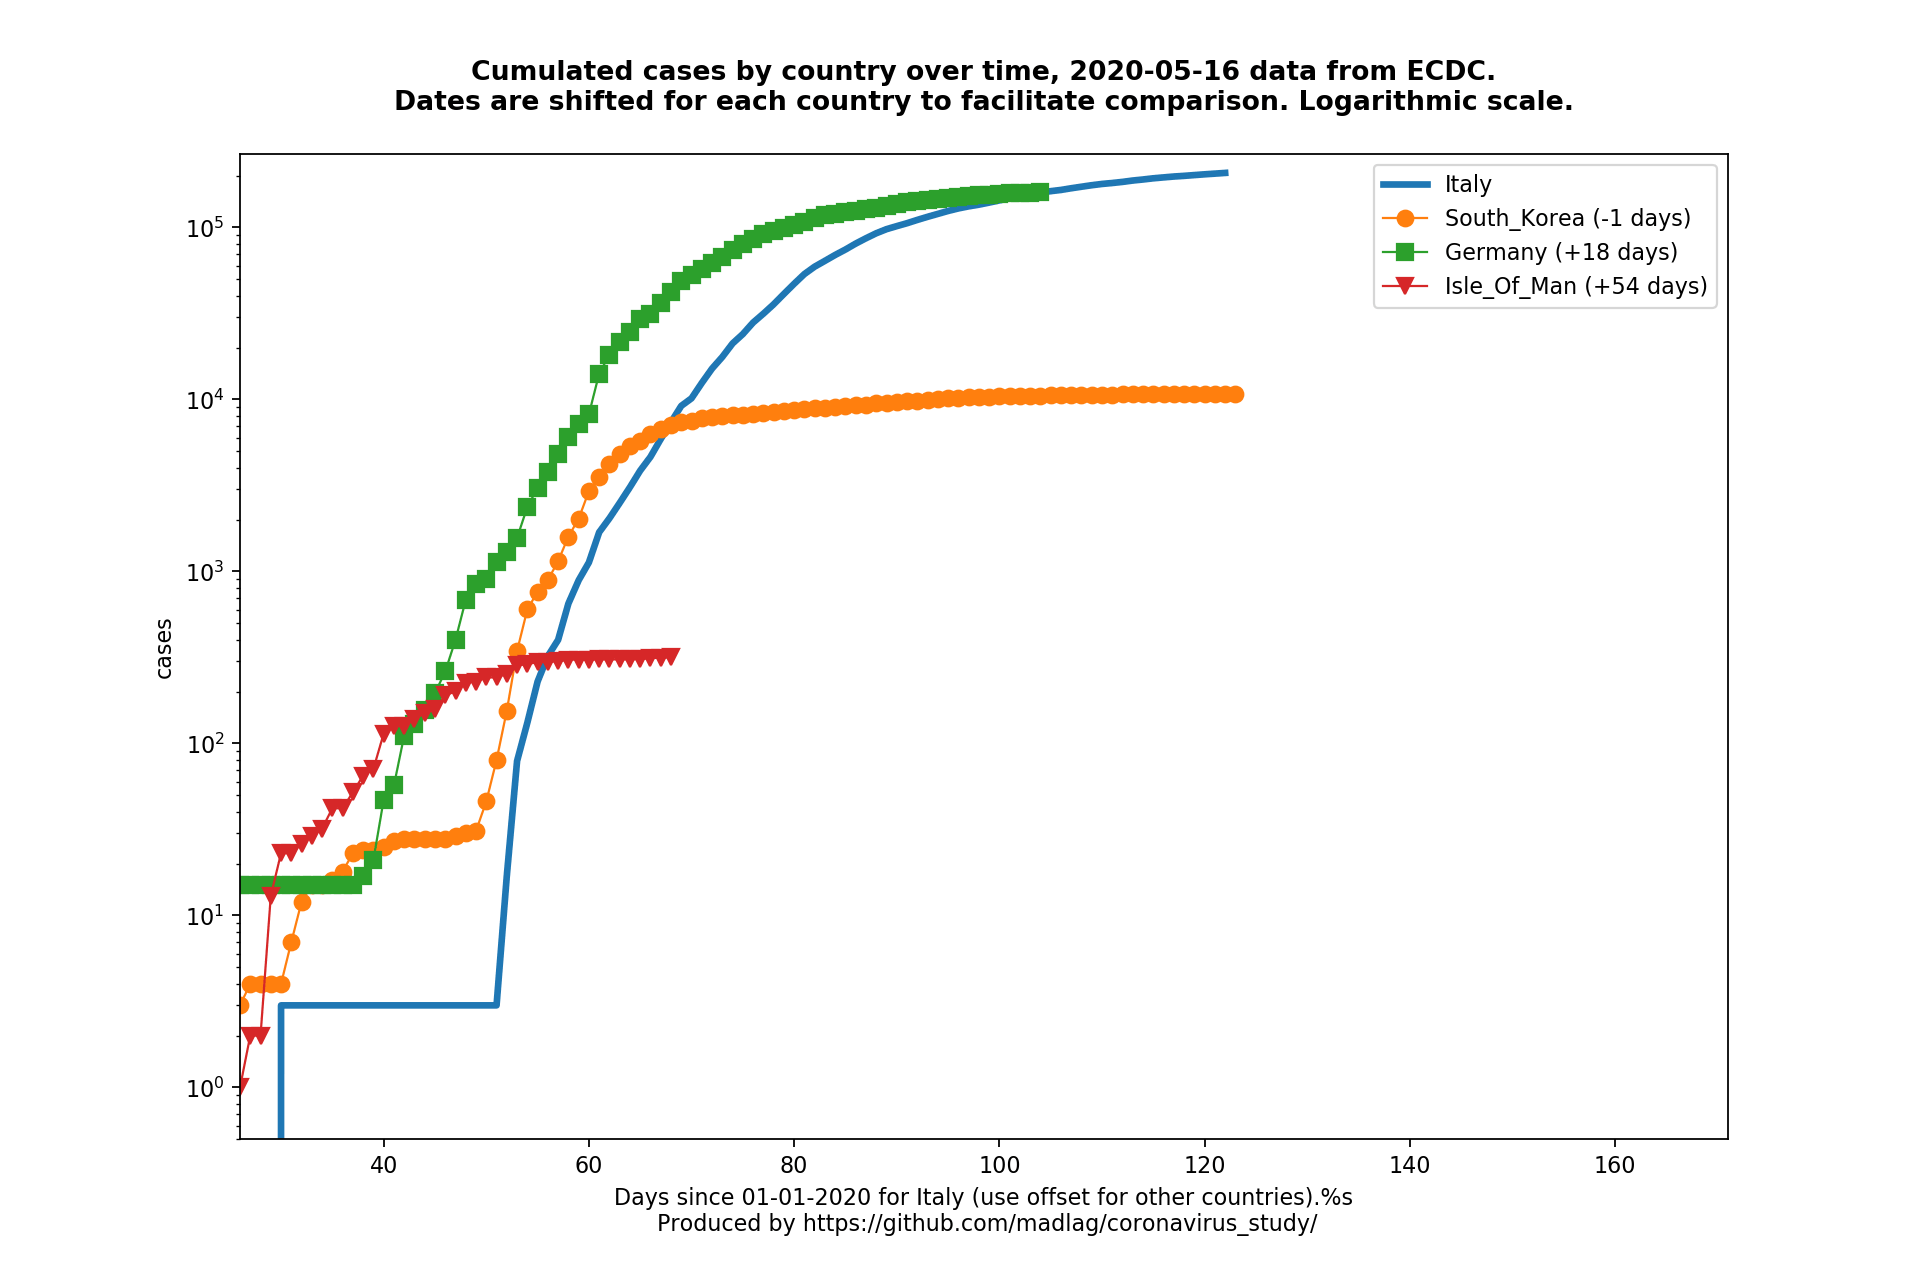 Cumulated cases by country over time, 2020-05-16 data from ECDC.
Dates are shifted for each country to facilitate comparison. Logarithmic scale.
Italy
South_Korea (-1 days)
Germany (+18 days)
Isle_Of_Man (+54 days)
10^5
10^4
10^3
10^2
10^1
10^0
cases
40 60 80 100 120 140 160
Days since 01-01-2020 for Italy (use offset for other countries).%s
Produced by https://github.com/madlag/coronavirus_study/